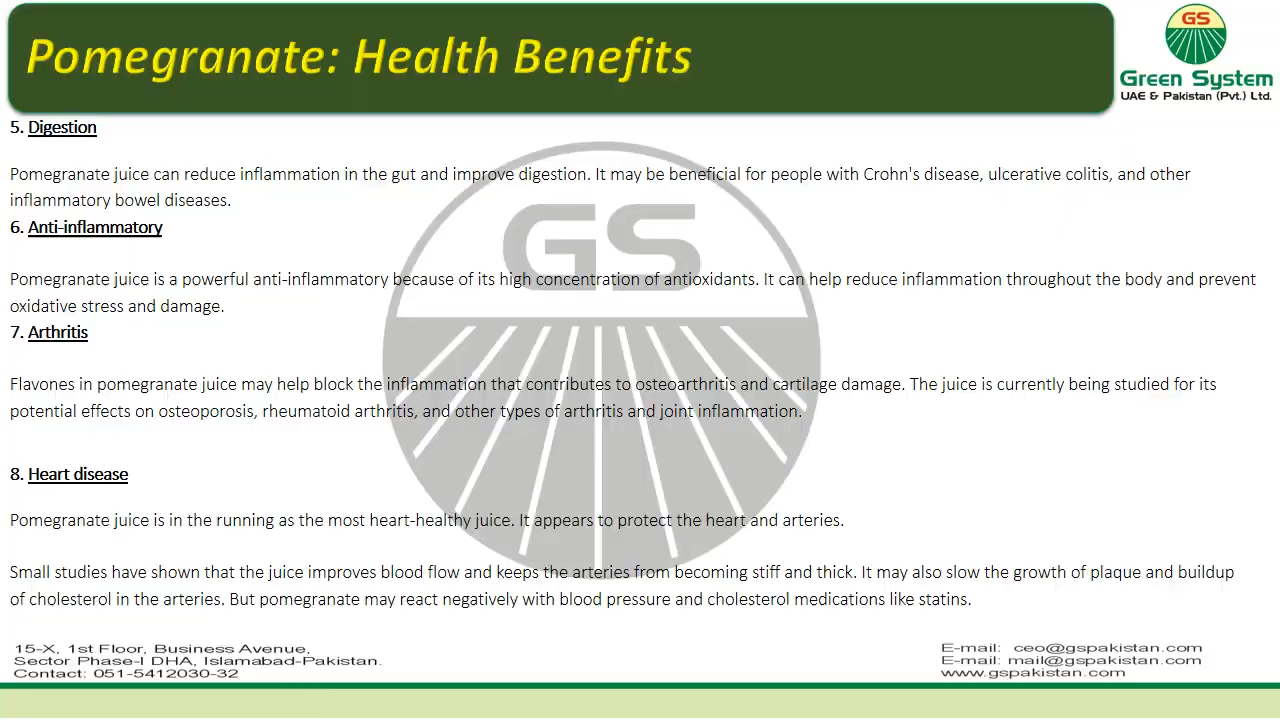 Pomegranate: Health Benefits
GS
Green System
UAE & Pakistan (Pvt.) Ltd.
5. Digestion
Pomegranate juice can reduce inflammation in the gut and improve digestion. It may be beneficial for people with Crohn's disease, ulcerative colitis, and other
inflammatory bowel diseases.
6. Anti-inflammatory
GS
Pomegranate juice is a powerful anti-inflammatory because of its high concentration of antioxidants. It can help reduce inflammation throughout the body and prevent
oxidative stress and damage.
7. Arthritis
Flavones in pomegranate juice may help block the inflammation that contributes to osteoarthritis and cartilage damage. The juice is currently being studied for its
potential effects on osteoporosis, rheumatoid arthritis, and other types of arthritis and joint inflammation.
8. Heart disease
Pomegranate juice is in the running as the most heart-healthy juice. It appears to protect the heart and arteries.
Small studies have shown that the juice improves blood flow and keeps the arteries from becoming stiff and thick. It may also slow the growth of plaque and buildup
of cholesterol in the arteries. But pomegranate may react negatively with blood pressure and cholesterol medications like statins.
15-X, 1st Floor, Business Avenue,
Sector Phase-I DHA, Islamabad-Pakistan.
Contact: 051-5412030-32
E-mail: ceo@gspakistan.com
E-mail: mail@gspakistan.com
www.gspakistan.com